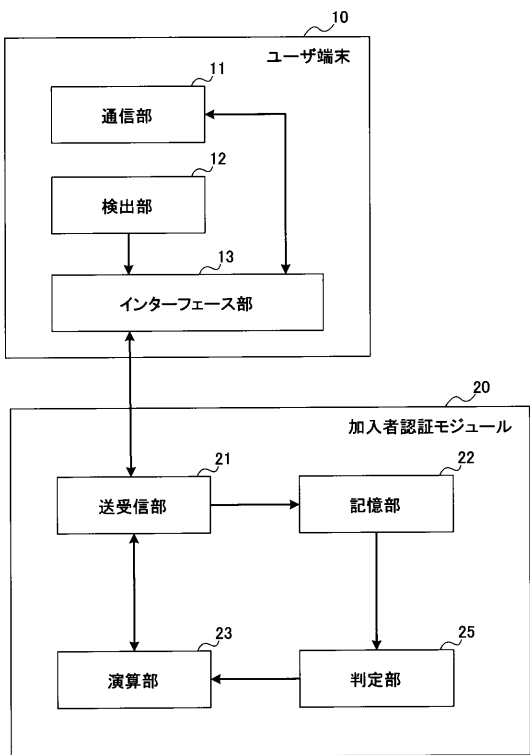 10
ユーザ端末
11
通信部
12
検出部
13
インターフェース部
20
加入者認証モジュール
21
送受信部
22
記憶部
23
演算部
25
判定部